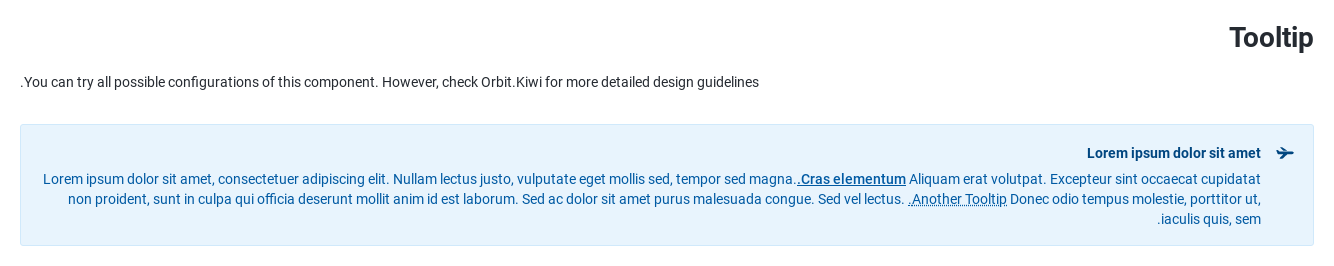 Tooltip
.You can try all possible configurations of this component. However, check Orbit.Kiwi for more detailed design guidelines
Lorem ipsum dolor sit amet
Lorem ipsum dolor sit amet, consectetuer adipiscing elit. Nullam lectus justo, vulputate eget mollis sed, tempor sed magna..Cras elementum Aliquam erat volutpat. Excepteur sint occaecat cupidatat
non proident, sunt in culpa qui officia deserunt mollit anim id est laborum. Sed ac dolor sit amet purus malesuada congue. Sed vel lectus. .Another Tooltip Donec odio tempus molestie, porttitor ut,
.iaculis quis, sem